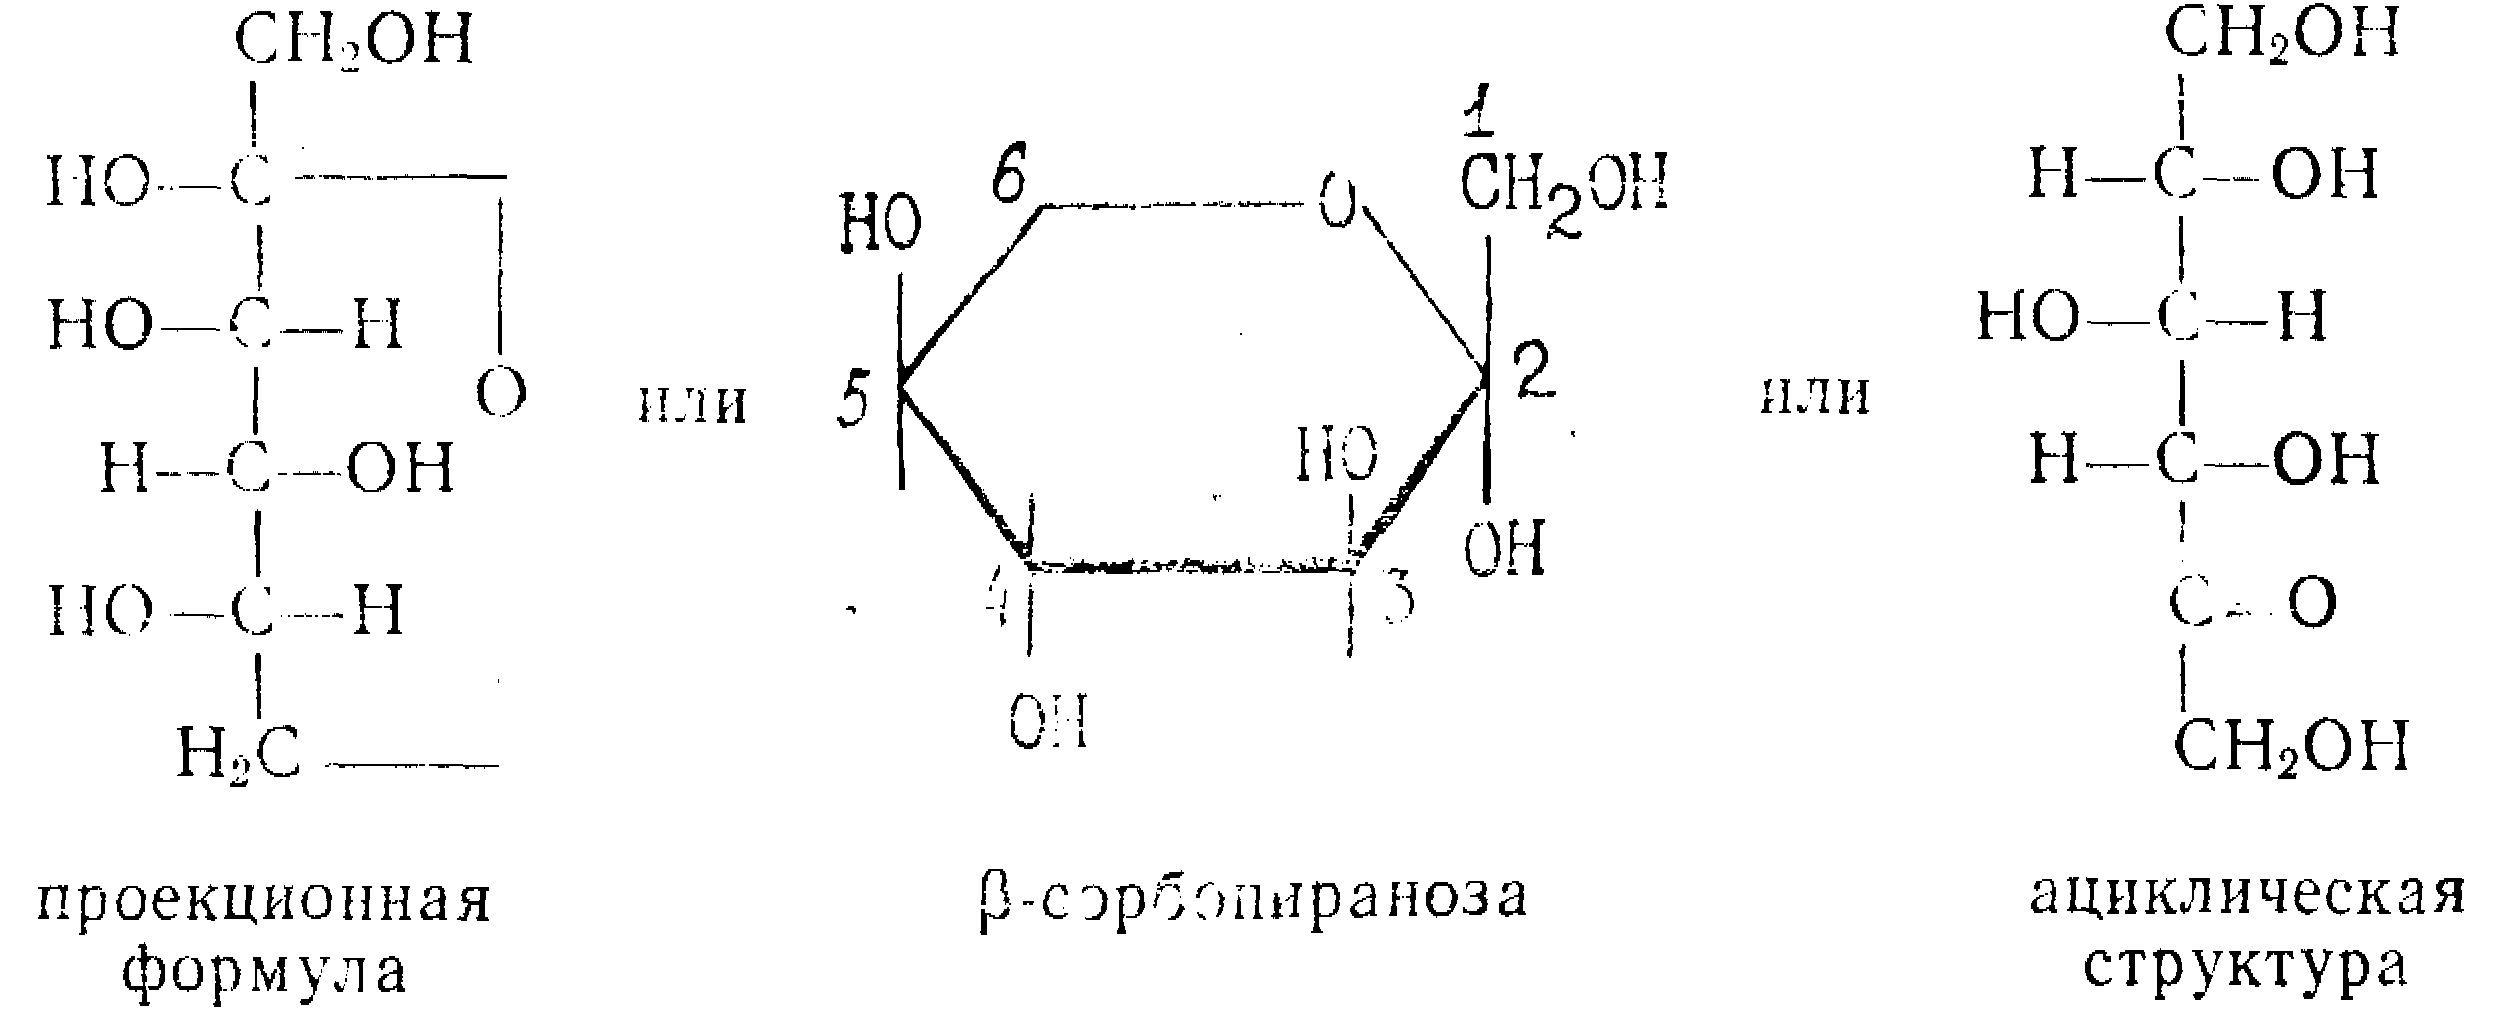 CH₂OH
HO—C
HO—C—H
O
H—C—OH
HO—C—H
H₂C
проекционная
формула
или
1
6
CH₂OH
HO
O
5
2
HO
OH
4
3
OH
β-сорбопираноза
или
CH₂OH
H—C—OH
HO—C—H
H—C—OH
C—O
CH₂OH
ациклическая
структура